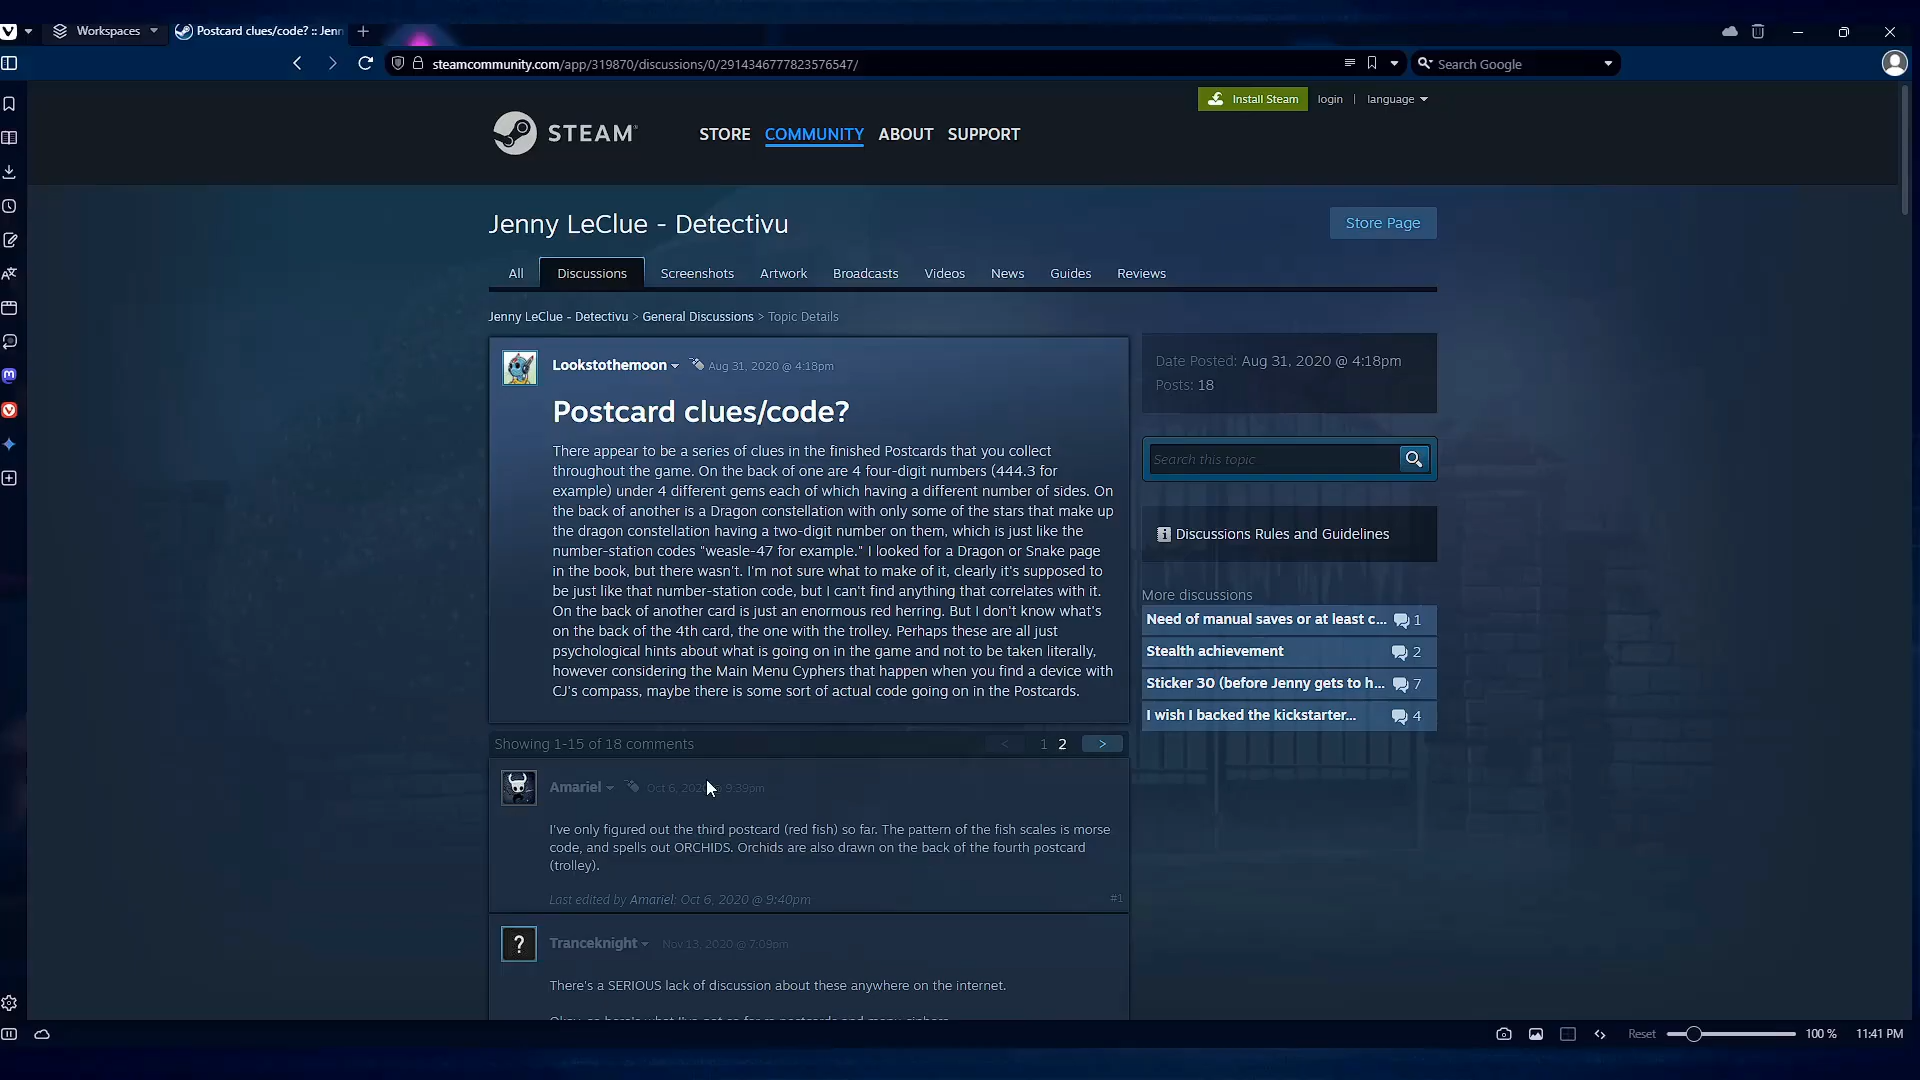 Workspaces
Postcard clues/code? :: Jenn
steamcommunity.com/app/319870/discussions/0/2914346777823576547/
Search Google
Install Steam
login | language
STEAM
STORE COMMUNITY ABOUT SUPPORT
Jenny LeClue - Detectivu
Store Page
All Discussions Screenshots Artwork Broadcasts Videos News Guides Reviews
Jenny LeClue - Detectivu > General Discussions > Topic Details
Lookstothemoon Aug 31, 2020 @ 4:18pm
Postcard clues/code?
There appear to be a series of clues in the finished Postcards that you collect
throughout the game. On the back of one are 4 four-digit numbers (444.3 for
example) under 4 different gems each of which having a different number of sides. On
the back of another is a Dragon constellation with only some of the stars that make up
the dragon constellation having a two-digit number on them, which is just like the
number-station codes "weasle-47 for example." I looked for a Dragon or Snake page
in the book, but there wasn't. I'm not sure what to make of it, clearly it's supposed to
be just like that number-station code, but I can't find anything that correlates with it.
On the back of another card is just an enormous red herring. But I don't know what's
on the back of the 4th card, the one with the trolley. Perhaps these are all just
psychological hints about what is going on in the game and not to be taken literally,
however considering the Main Menu Cyphers that happen when you find a device with
CJ's compass, maybe there is some sort of actual code going on in the Postcards.
Date Posted: Aug 31, 2020 @ 4:18pm
Posts: 18
Search this topic
Discussions Rules and Guidelines
More discussions
Need of manual saves or at least c... 1
Stealth achievement 2
Sticker 30 (before Jenny gets to h... 7
I wish I backed the kickstarter... 4
Showing 1-15 of 18 comments
< 1 2 >
Amariel Oct 6, 2020 @ 9:39pm
I've only figured out the third postcard (red fish) so far. The pattern of the fish scales is morse
code, and spells out ORCHIDS. Orchids are also drawn on the back of the fourth postcard
(trolley).
Last edited by Amariel; Oct 6, 2020 @ 9:40pm
#1
Tranceknight Nov 13, 2020 @ 7:09pm
There's a SERIOUS lack of discussion about these anywhere on the internet.
Reset
100 %
11:41 PM